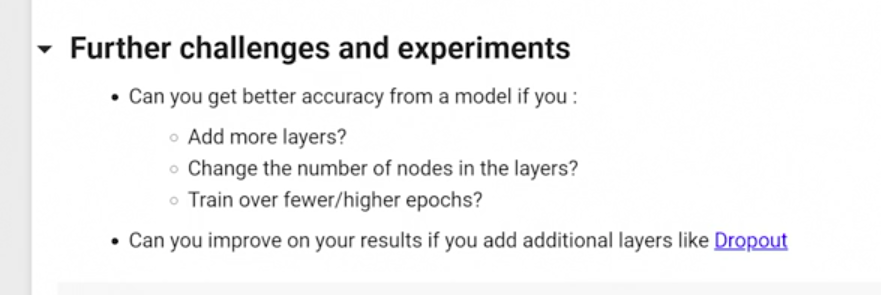 Further challenges and experiments
Can you get better accuracy from a model if you :
Add more layers?
Change the number of nodes in the layers?
Train over fewer/higher epochs?
Can you improve on your results if you add additional layers like Dropout